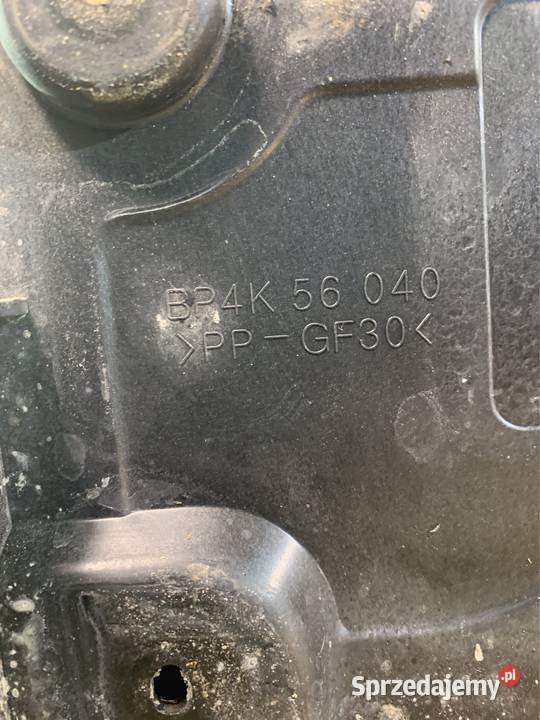 BP4K 56 040
>PP-GF30<
Sprzedajemy.pl